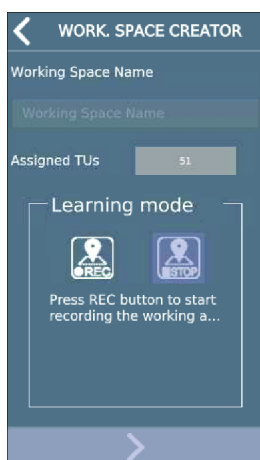 WORK. SPACE CREATOR
Working Space Name
Working Space Name
Assigned TUs 51
Learning mode
REC STOP
Press REC button to start
recording the working a...